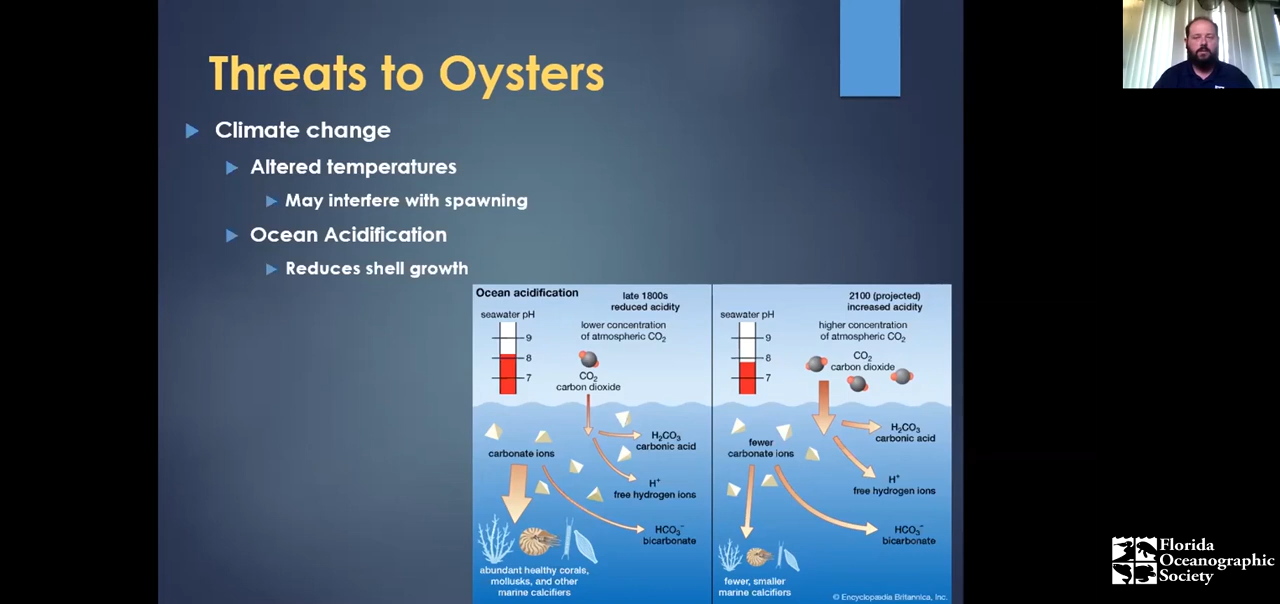 Threats to Oysters
Climate change
Altered temperatures
May interfere with spawning
Ocean Acidification
Reduces shell growth
Ocean acidification
late 1800s
reduced acidity
seawater pH
lower concentration
of atmospheric CO₂
9
8
7
CO₂
carbon dioxide
H₂CO₃
carbonic acid
carbonate ions
H⁺
free hydrogen ions
HCO₃⁻
bicarbonate
abundant healthy corals,
mollusks, and other
marine calcifiers
2100 (projected)
increased acidity
seawater pH
higher concentration
of atmospheric CO₂
9
8
7
CO₂
carbon dioxide
H₂CO₃
carbonic acid
fewer
carbonate ions
H⁺
free hydrogen ions
HCO₃⁻
bicarbonate
fewer, smaller
marine calcifiers
© Encyclopædia Britannica, Inc.
Florida
Oceanographic
Society